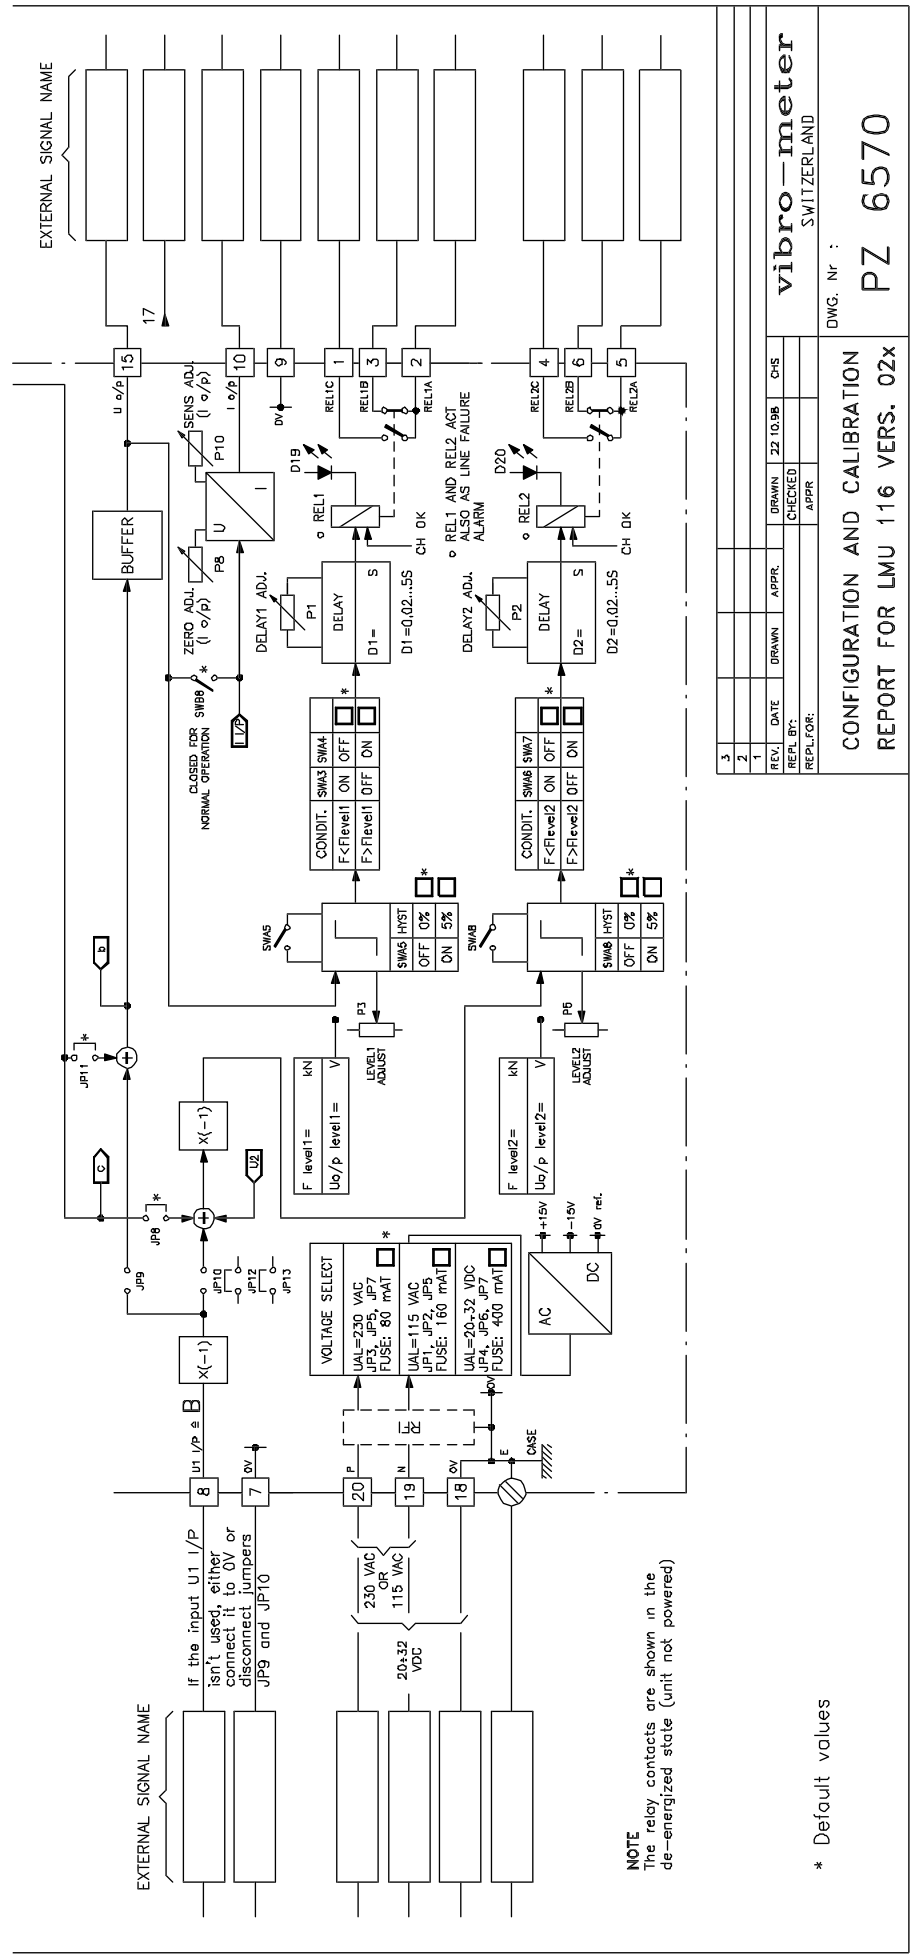 EXTERNAL SIGNAL NAME
If the input U1 I/P
isn't used, either
connect it to 0V or
disconnect jumpers
JP9 and JP10
8
U1 I/P ≙ B
7
0V
X(-1)
JP9
JP10
JP12
JP13
JP8
*
c
U2
X(-1)
JP11
*
b
BUFFER
15
U o/p
17
CLOSED FOR
NORMAL OPERATION
SWB8
*
I I/P
ZERO ADJ.
(I o/p)
P8
U
I
P10
SENS ADJ.
(I o/p)
10
I o/p
9
0V
EXTERNAL SIGNAL NAME
F level1= kN
Uo/p level1= V
P3
LEVEL1
ADJUST
SWA5
SWA5 HYST
OFF 0% *
ON 5%
CONDIT. SWA3 SWA4
F<Flevel1 ON OFF *
F>Flevel1 OFF ON
DELAY1 ADJ.
P1
DELAY
D1= S
D1=0,02...5S
REL1
D19
CH OK
REL1C
REL1B
REL1A
1
3
2
REL1 AND REL2 ACT
ALSO AS LINE FAILURE
ALARM
F level2= kN
Uo/p level2= V
P5
LEVEL2
ADJUST
SWA8
SWA8 HYST
OFF 0% *
ON 5%
CONDIT. SWA6 SWA7
F<Flevel2 ON OFF *
F>Flevel2 OFF ON
DELAY2 ADJ.
P2
DELAY
D2= S
D2=0,02...5S
REL2
D20
CH OK
REL2C
REL2B
REL2A
4
6
5
230 VAC
OR
115 VAC
20÷32
VDC
20
P
19
N
18
0V
E
CASE
RFI
0V
VOLTAGE SELECT
UAL=230 VAC
JP3, JP5, JP7
FUSE: 80 mAT
*
UAL=115 VAC
JP1, JP2, JP5
FUSE: 160 mAT
UAL=20÷32 VDC
JP4, JP6, JP7
FUSE: 400 mAT
AC
DC
+15V
-15V
0V ref.
NOTE
The relay contacts are shown in the
de-energized state (unit not powered)
* Default values
3
2
1
REV. DATE DRAWN APPR. DRAWN 22.10.98 CHS
REPL BY: CHECKED
REPL.FOR: APPR
vibro-meter
SWITZERLAND
CONFIGURATION AND CALIBRATION
REPORT FOR LMU 116 VERS. 02x
DWG. Nr :
PZ 6570